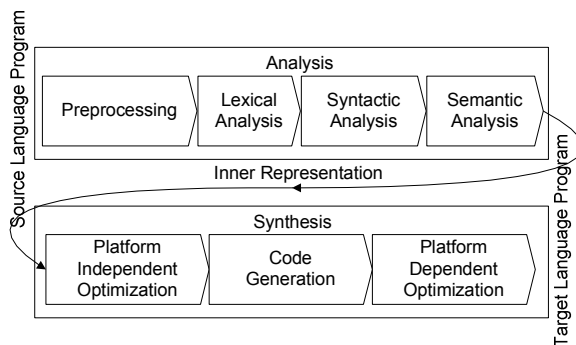 Source Language Program
Analysis
Preprocessing
Lexical
Analysis
Syntactic
Analysis
Semantic
Analysis
Inner Representation
Synthesis
Platform
Independent
Optimization
Code
Generation
Platform
Dependent
Optimization
Target Language Program